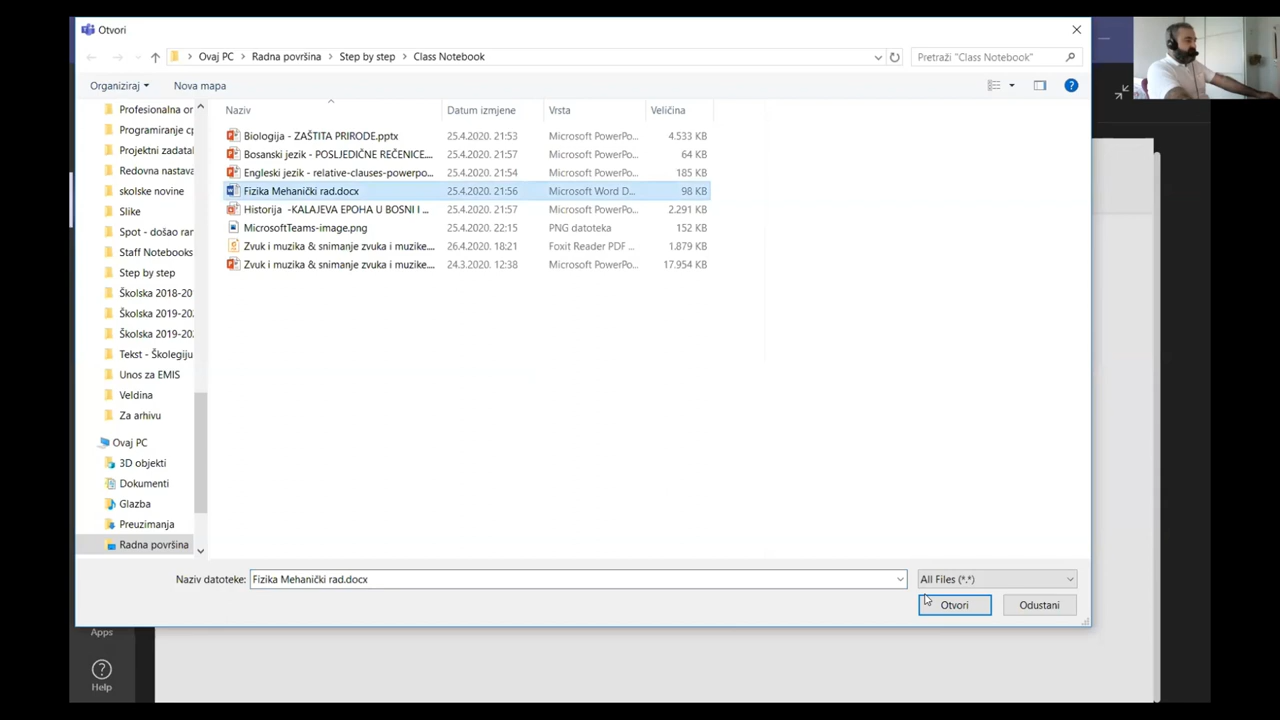 Otvori
Ovaj PC > Radna površina > Step by step > Class Notebook
Pretraži "Class Notebook"
Organiziraj
Nova mapa
Naziv
Datum izmjene
Vrsta
Veličina
Biologija - ZAŠTITA PRIRODE.pptx 25.4.2020. 21:53 Microsoft PowerPo... 4.533 KB
Bosanski jezik - POSLJEDIČNE REČENICE.... 25.4.2020. 21:57 Microsoft PowerPo... 64 KB
Engleski jezik - relative-clauses-powerpo... 25.4.2020. 21:54 Microsoft PowerPo... 185 KB
Fizika Mehanički rad.docx 25.4.2020. 21:56 Microsoft Word D... 98 KB
Historija -KALAJEVA EPOHA U BOSNI I ... 25.4.2020. 21:57 Microsoft PowerPo... 2.291 KB
MicrosoftTeams-image.png 25.4.2020. 22:15 PNG datoteka 152 KB
Zvuk i muzika & snimanje zvuka i muzike.... 26.4.2020. 18:21 Foxit Reader PDF ... 1.879 KB
Zvuk i muzika & snimanje zvuka i muzike.... 24.3.2020. 12:38 Microsoft PowerPo... 17.954 KB
Profesionalna or
Programiranje cp
Projektni zadatal
Redovna nastava
skolske novine
Slike
Spot - došao ran
Staff Notebooks
Step by step
Školska 2018-20
Školska 2019-20
Školska 2019-20
Tekst - Školegiju
Unos za EMIS
Veldina
Za arhivu
Ovaj PC
3D objekti
Dokumenti
Glazba
Preuzimanja
Radna površina
Naziv datoteke: Fizika Mehanički rad.docx
All Files (*.*)
Otvori
Odustani
Apps
Help